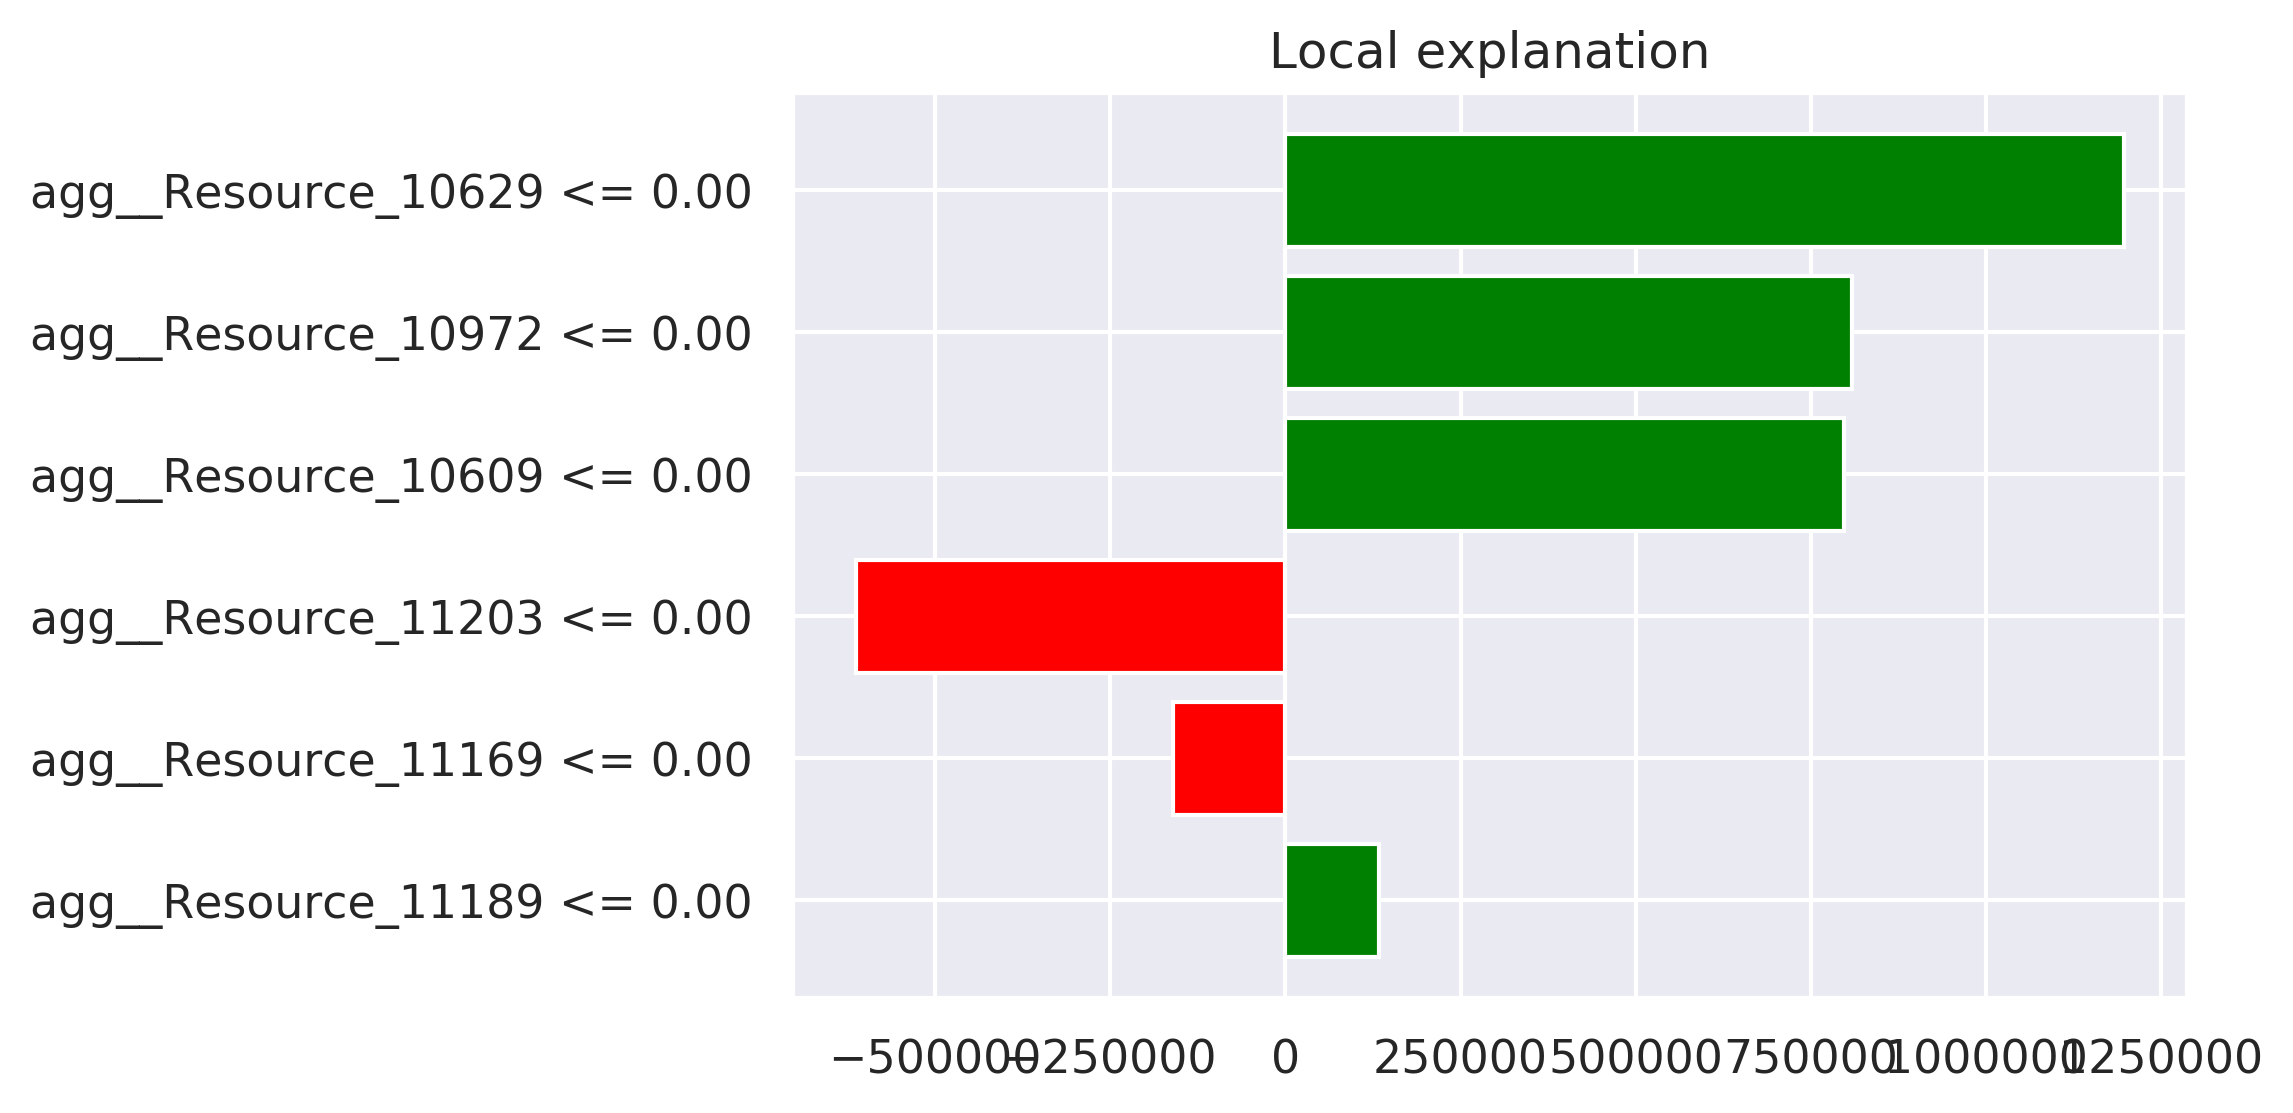 Local explanation
agg__Resource_10629 <= 0.00
agg__Resource_10972 <= 0.00
agg__Resource_10609 <= 0.00
agg__Resource_11203 <= 0.00
agg__Resource_11169 <= 0.00
agg__Resource_11189 <= 0.00
−500000 −250000 0 250000 500000 750000 1000000 1250000